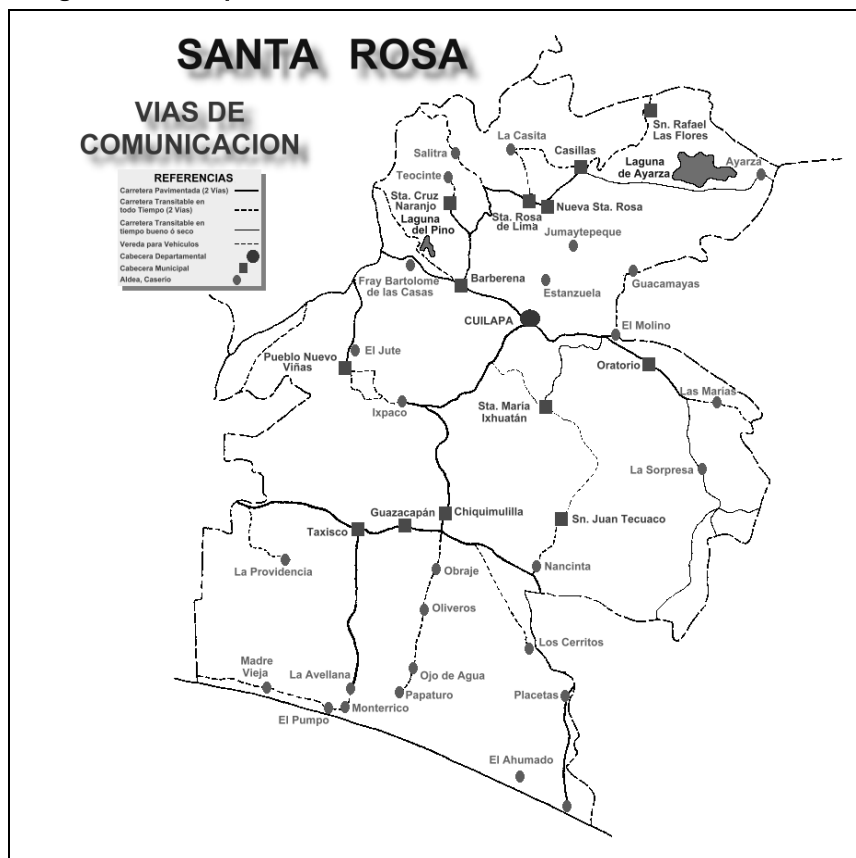 SANTA ROSA
VIAS DE
COMUNICACION
REFERENCIAS
Carretera Pavimentada (2 Vias)
Carretera Transitable en
todo Tiempo (2 Vias)
Carretera Transitable en
tiempo bueno ó seco
Vereda para Vehículos
Cabecera Departamental
Cabecera Municipal
Aldea, Caserio
Sn. Rafael
Las Flores
La Casita
Casillas
Salitra
Laguna
de Ayarza
Ayarza
Teocinte
Sta. Cruz
Naranjo
Sta. Rosa
de Lima
Nueva Sta. Rosa
Laguna
del Pino
Jumaytepeque
Fray Bartolome
de las Casas
Barberena
Estanzuela
Guacamayas
CUILAPA
El Molino
El Jute
Pueblo Nuevo
Viñas
Oratorio
Las Marías
Ixpaco
Sta. María
Ixhuatán
La Sorpresa
Guazacapán
Chiquimulilla
Taxisco
Sn. Juan Tecuaco
La Providencia
Obraje
Nancinta
Oliveros
Los Cerritos
Madre
Vieja
La Avellana
Ojo de Agua
Papaturo
Placetas
El Pumpo
Monterrico
El Ahumado